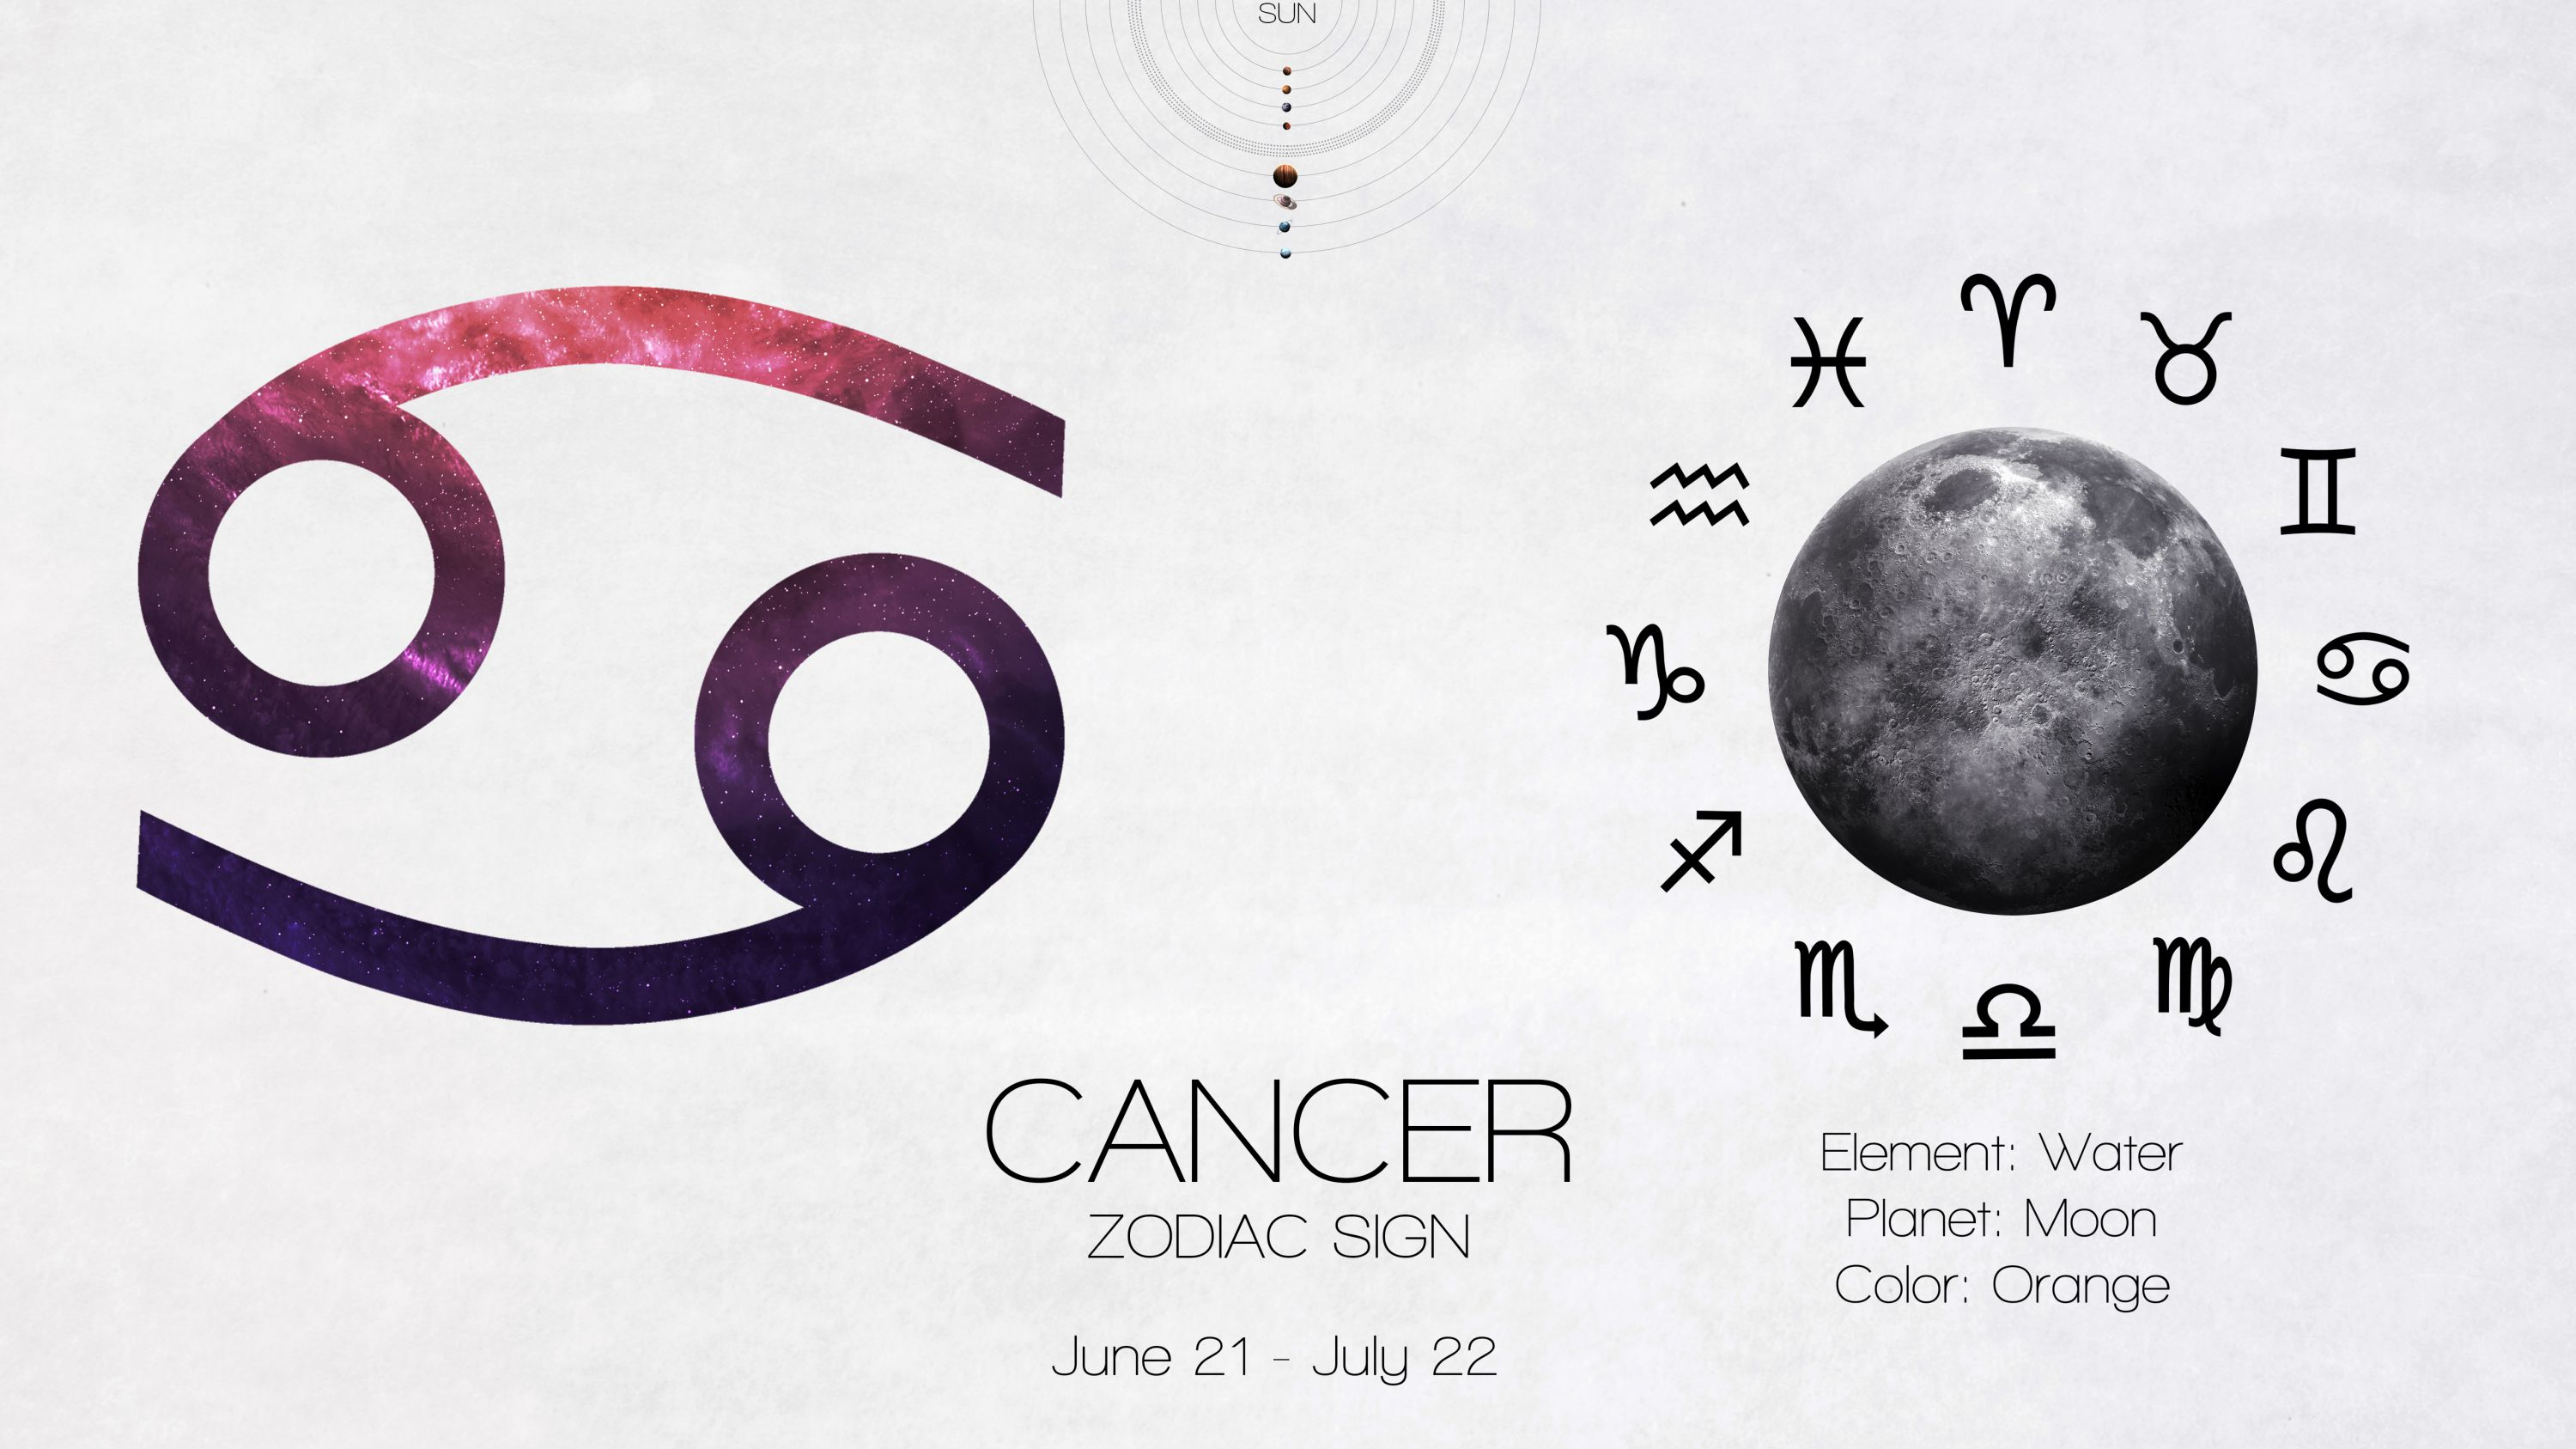 SUN
CANCER
ZODIAC SIGN
June 21 - July 22
Element: Water
Planet: Moon
Color: Orange